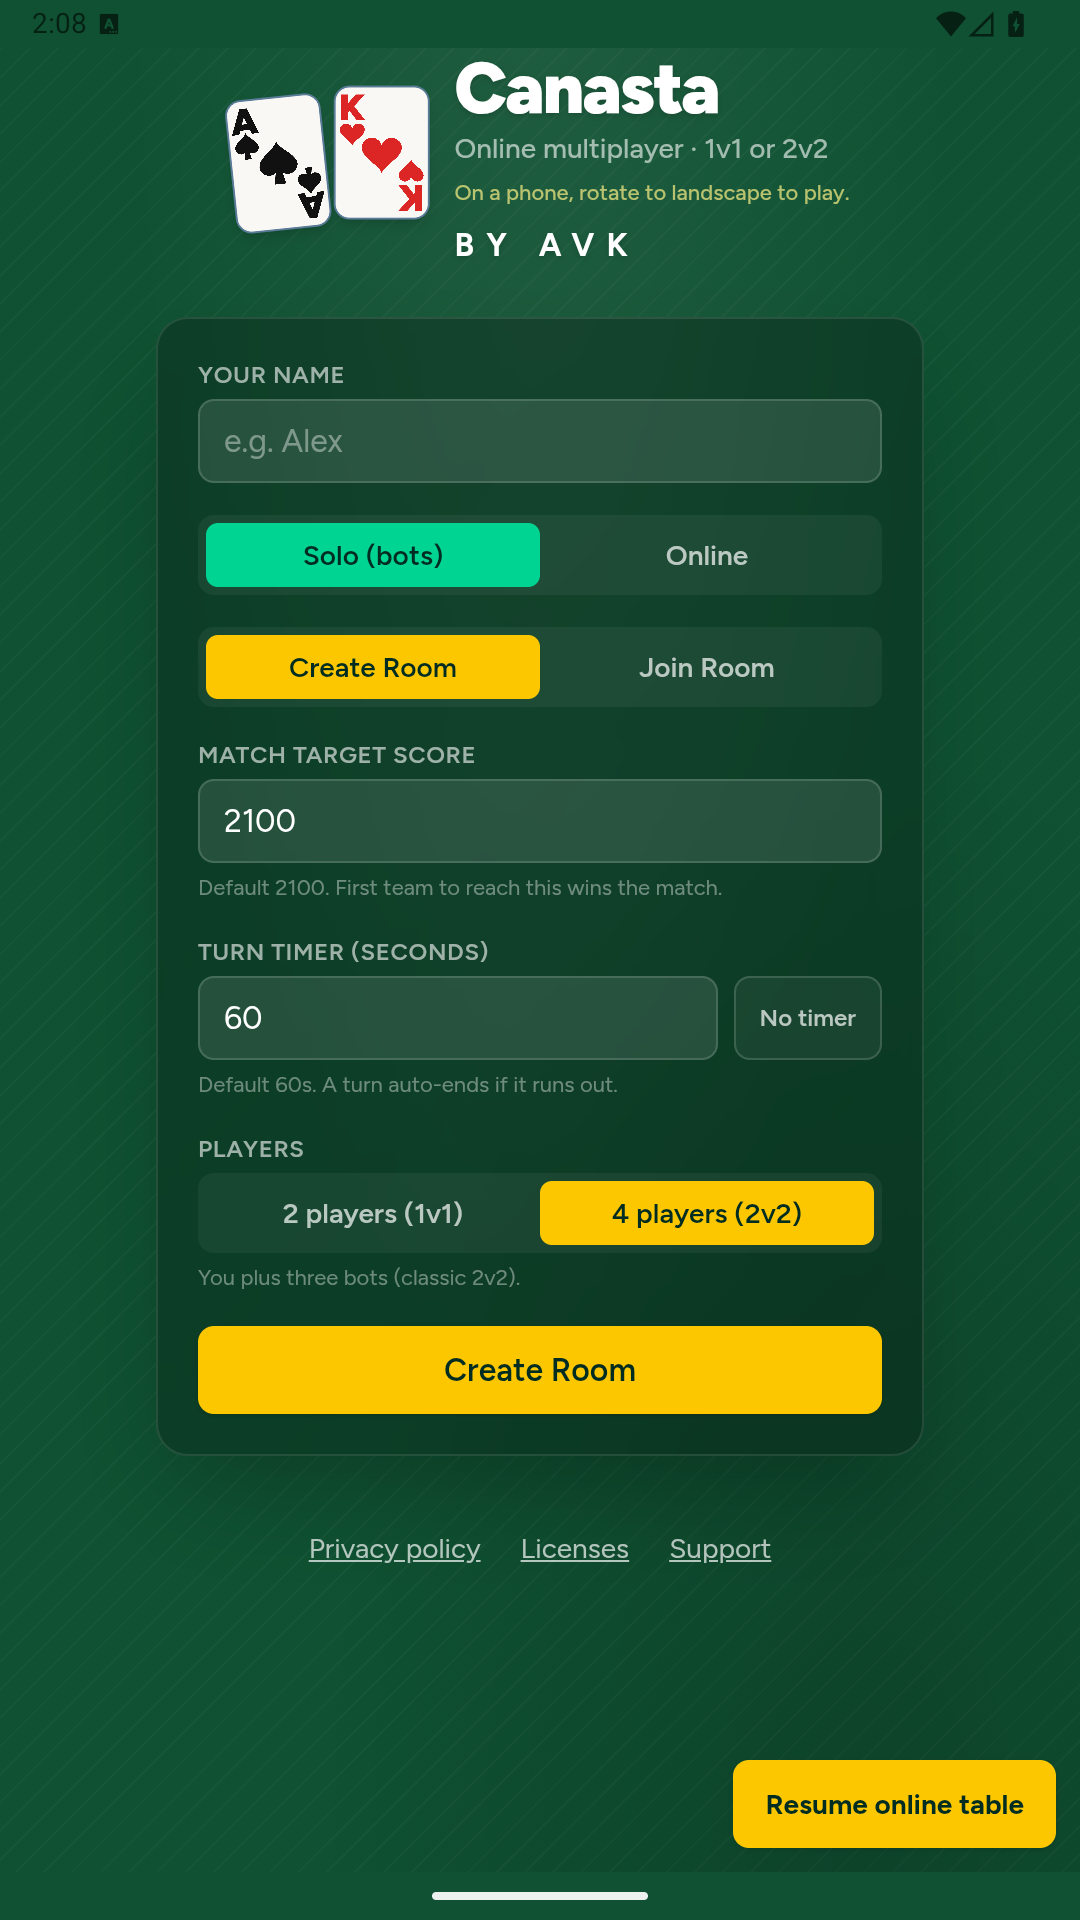 2:08
A
K
A
K
Canasta
Online multiplayer · 1v1 or 2v2
On a phone, rotate to landscape to play.
BY AVK
YOUR NAME
e.g. Alex
Solo (bots) Online
Create Room Join Room
MATCH TARGET SCORE
2100
Default 2100. First team to reach this wins the match.
TURN TIMER (SECONDS)
60 No timer
Default 60s. A turn auto-ends if it runs out.
PLAYERS
2 players (1v1) 4 players (2v2)
You plus three bots (classic 2v2).
Create Room
Privacy policy Licenses Support
Resume online table